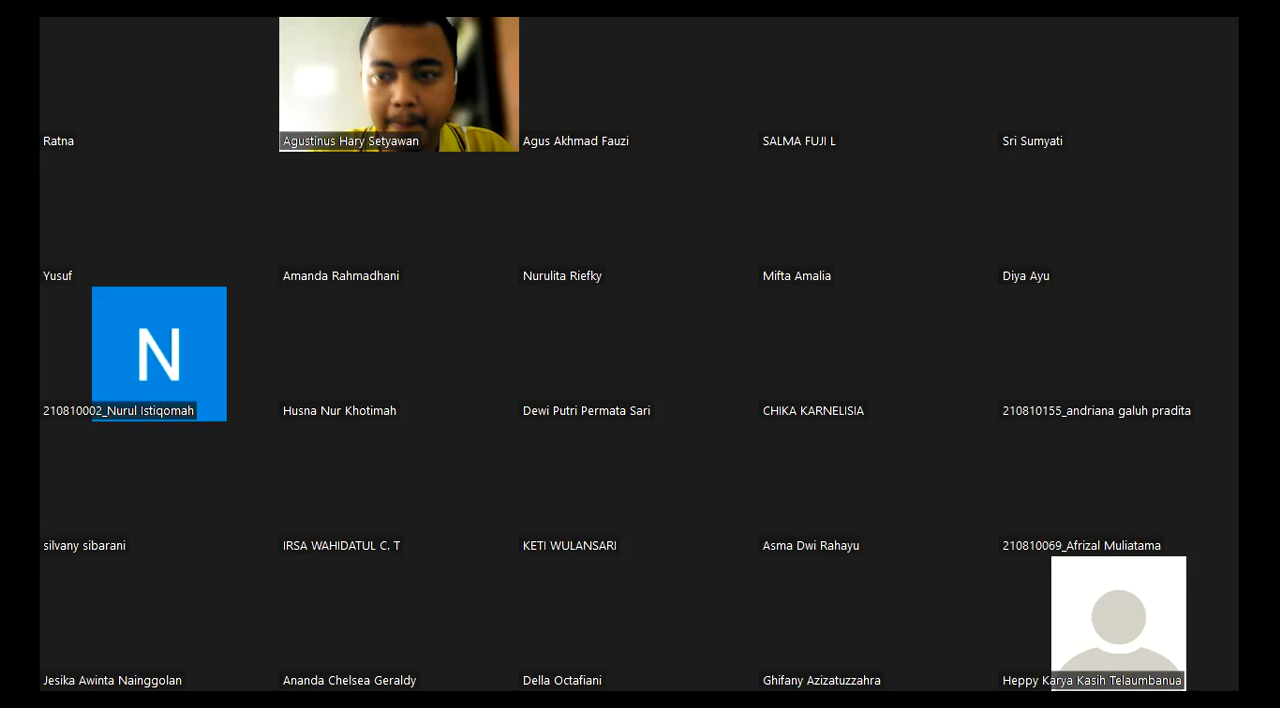 Ratna
Agustinus Hary Setyawan
Agus Akhmad Fauzi
SALMA FUJI L
Sri Sumyati
Yusuf
Amanda Rahmadhani
Nurulita Riefky
Mifta Amalia
Diya Ayu
N
210810002_Nurul Istiqomah
Husna Nur Khotimah
Dewi Putri Permata Sari
CHIKA KARNELISIA
210810155_andriana galuh pradita
silvany sibarani
IRSA WAHIDATUL C. T
KETI WULANSARI
Asma Dwi Rahayu
210810069_Afrizal Muliatama
Jesika Awinta Nainggolan
Ananda Chelsea Geraldy
Della Octafiani
Ghifany Azizatuzzahra
Heppy Karya Kasih Telaumbanua